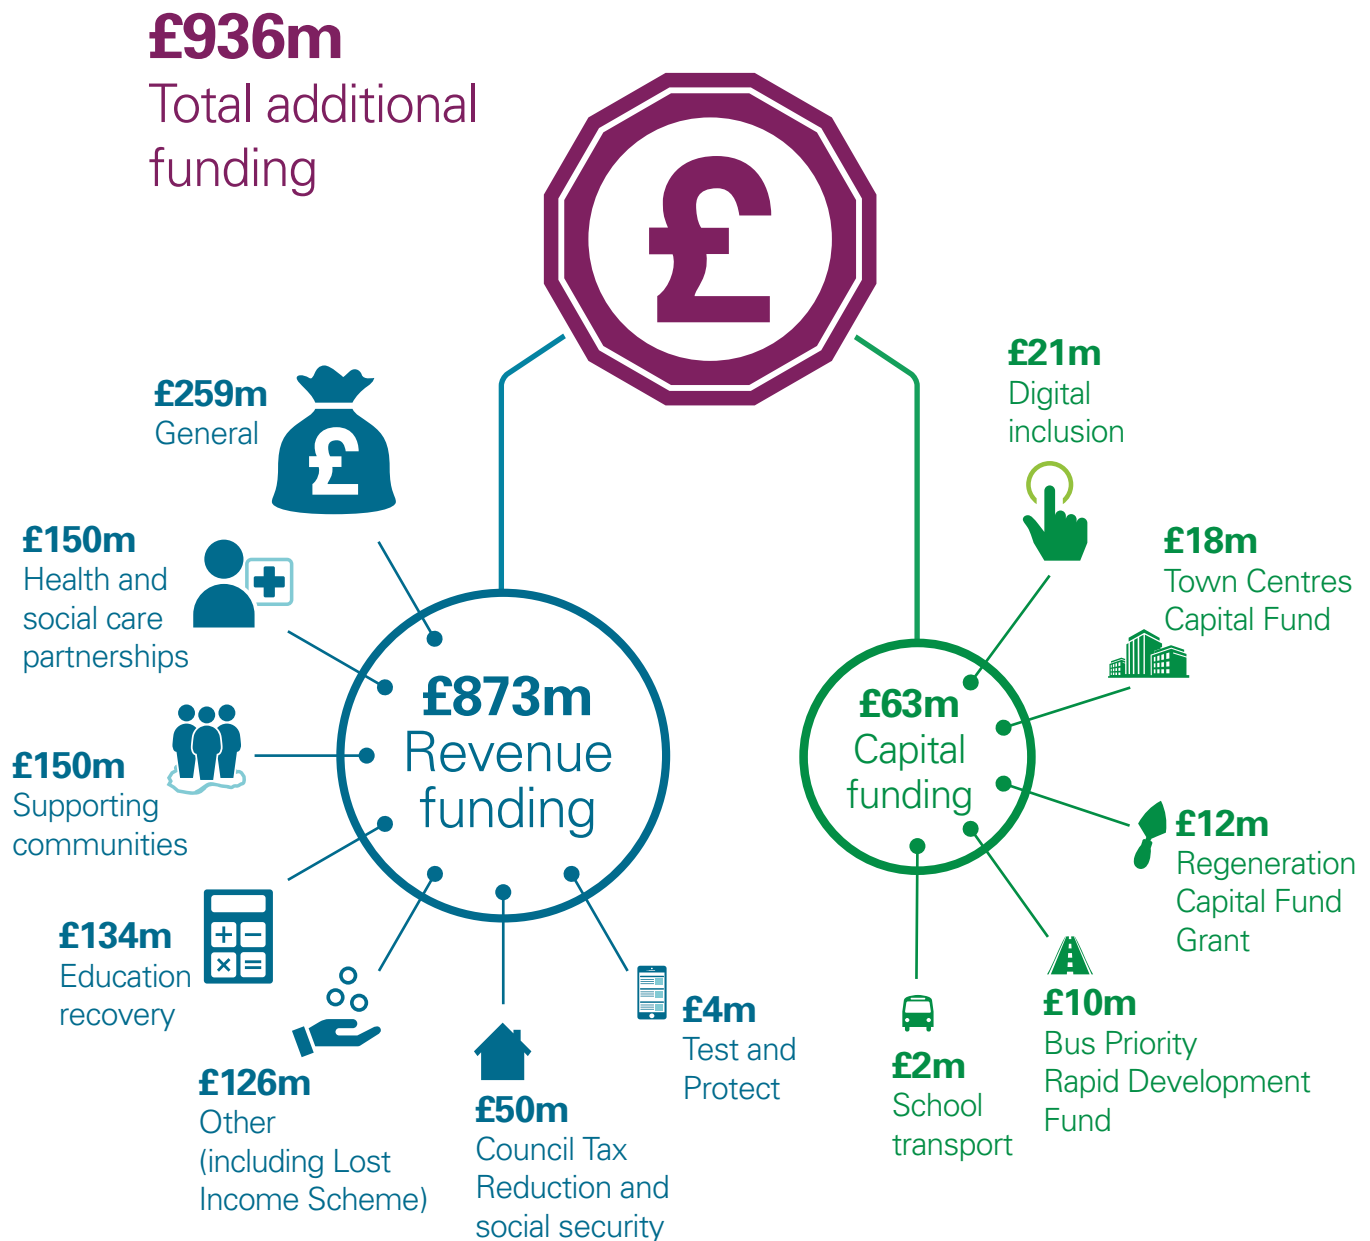 £936m
Total additional
funding
£
£259m
General
£
£150m
Health and
social care
partnerships
£150m
Supporting
communities
£134m
Education
recovery
+ −
× =
£126m
Other
(including Lost
Income Scheme)
£50m
Council Tax
Reduction and
social security
£4m
Test and
Protect
£873m
Revenue
funding
£63m
Capital
funding
£21m
Digital
inclusion
£18m
Town Centres
Capital Fund
£12m
Regeneration
Capital Fund
Grant
£10m
Bus Priority
Rapid Development
Fund
£2m
School
transport